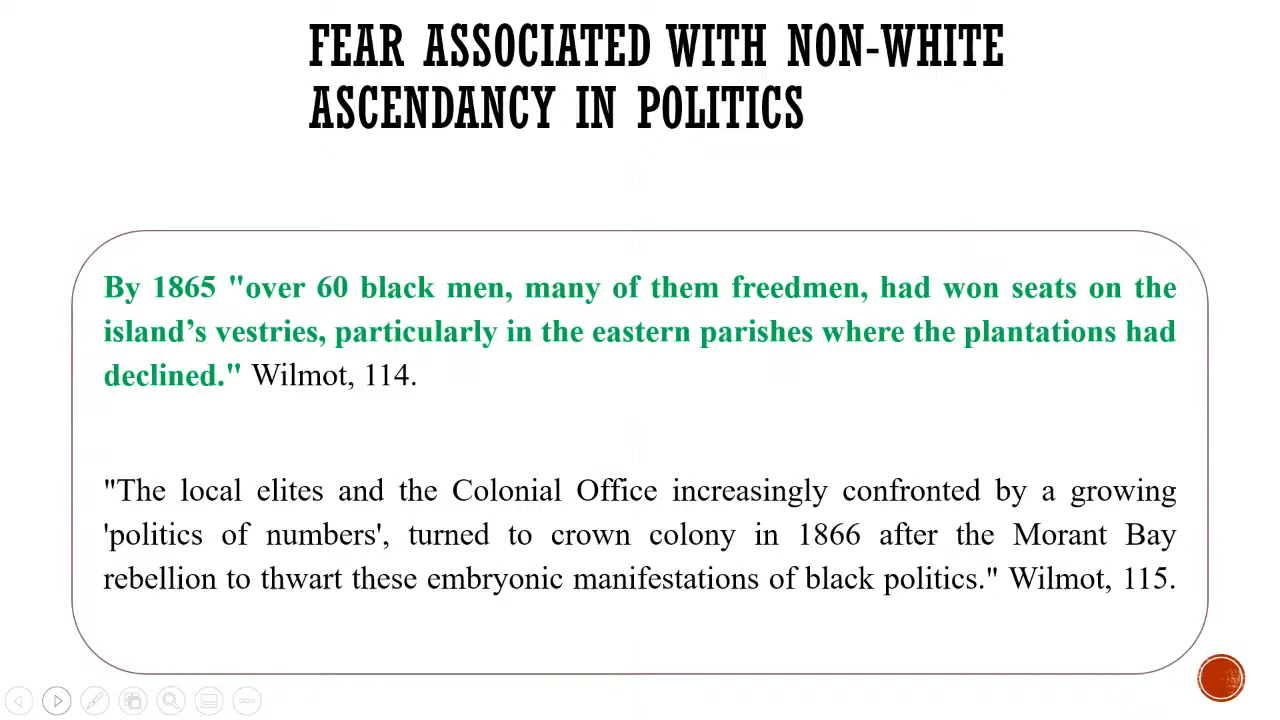 FEAR ASSOCIATED WITH NON-WHITE
ASCENDANCY IN POLITICS
By 1865 "over 60 black men, many of them freedmen, had won seats on the
island’s vestries, particularly in the eastern parishes where the plantations had
declined." Wilmot, 114.
"The local elites and the Colonial Office increasingly confronted by a growing
'politics of numbers', turned to crown colony in 1866 after the Morant Bay
rebellion to thwart these embryonic manifestations of black politics." Wilmot, 115.